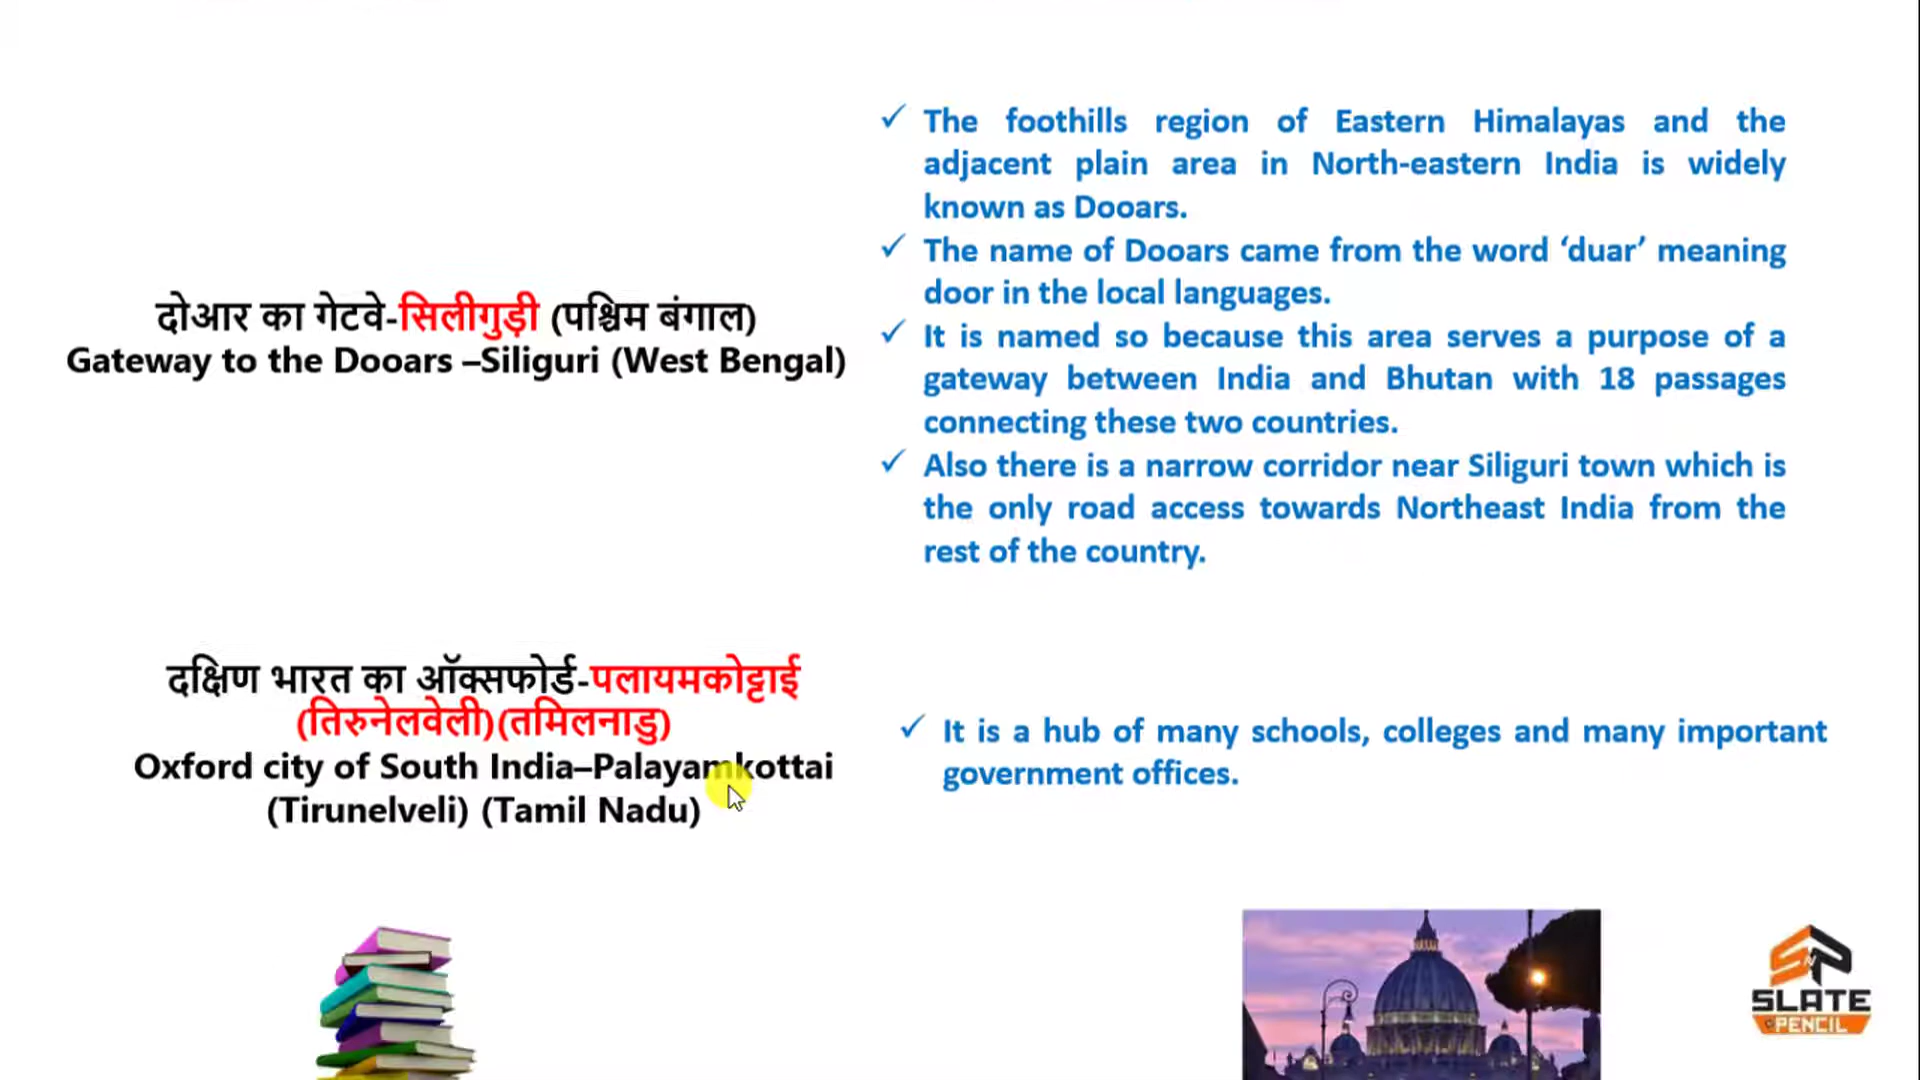 दोआर का गेटवे-सिलीगुड़ी (पश्चिम बंगाल)
Gateway to the Dooars –Siliguri (West Bengal)
✓ The foothills region of Eastern Himalayas and the
adjacent plain area in North-eastern India is widely
known as Dooars.
✓ The name of Dooars came from the word ‘duar’ meaning
door in the local languages.
✓ It is named so because this area serves a purpose of a
gateway between India and Bhutan with 18 passages
connecting these two countries.
✓ Also there is a narrow corridor near Siliguri town which is
the only road access towards Northeast India from the
rest of the country.
दक्षिण भारत का ऑक्सफोर्ड-पलायमकोट्टाई
(तिरुनेलवेली)(तमिलनाडु)
Oxford city of South India–Palayamkottai
(Tirunelveli) (Tamil Nadu)
✓ It is a hub of many schools, colleges and many important
government offices.
SNP
SLATE
PENCIL